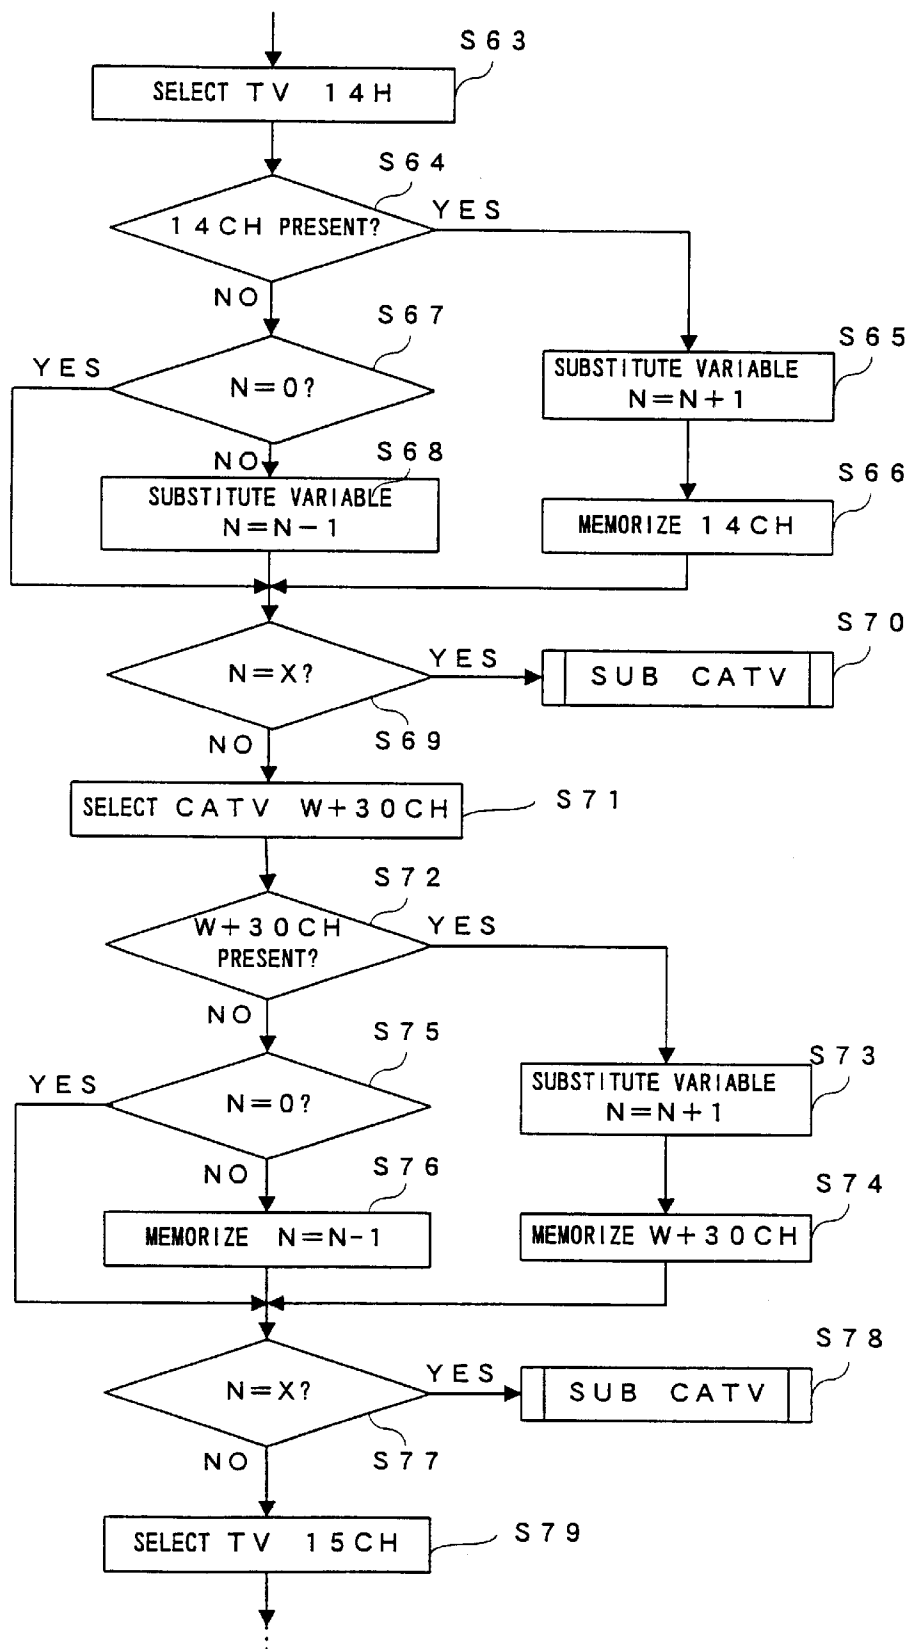 S63
SELECT TV 14H
S64
14CH PRESENT?
YES
NO
S67
YES
N=0?
S65
SUBSTITUTE VARIABLE
N=N+1
NO
S68
SUBSTITUTE VARIABLE
N=N-1
S66
MEMORIZE 14CH
S70
N=X?
YES
SUB CATV
S69
NO
SELECT CATV W+30CH
S71
S72
W+30CH
PRESENT?
YES
NO
S75
YES
N=0?
S73
SUBSTITUTE VARIABLE
N=N+1
NO
S76
MEMORIZE N=N-1
S74
MEMORIZE W+30CH
S78
N=X?
YES
SUB CATV
S77
NO
SELECT TV 15CH
S79